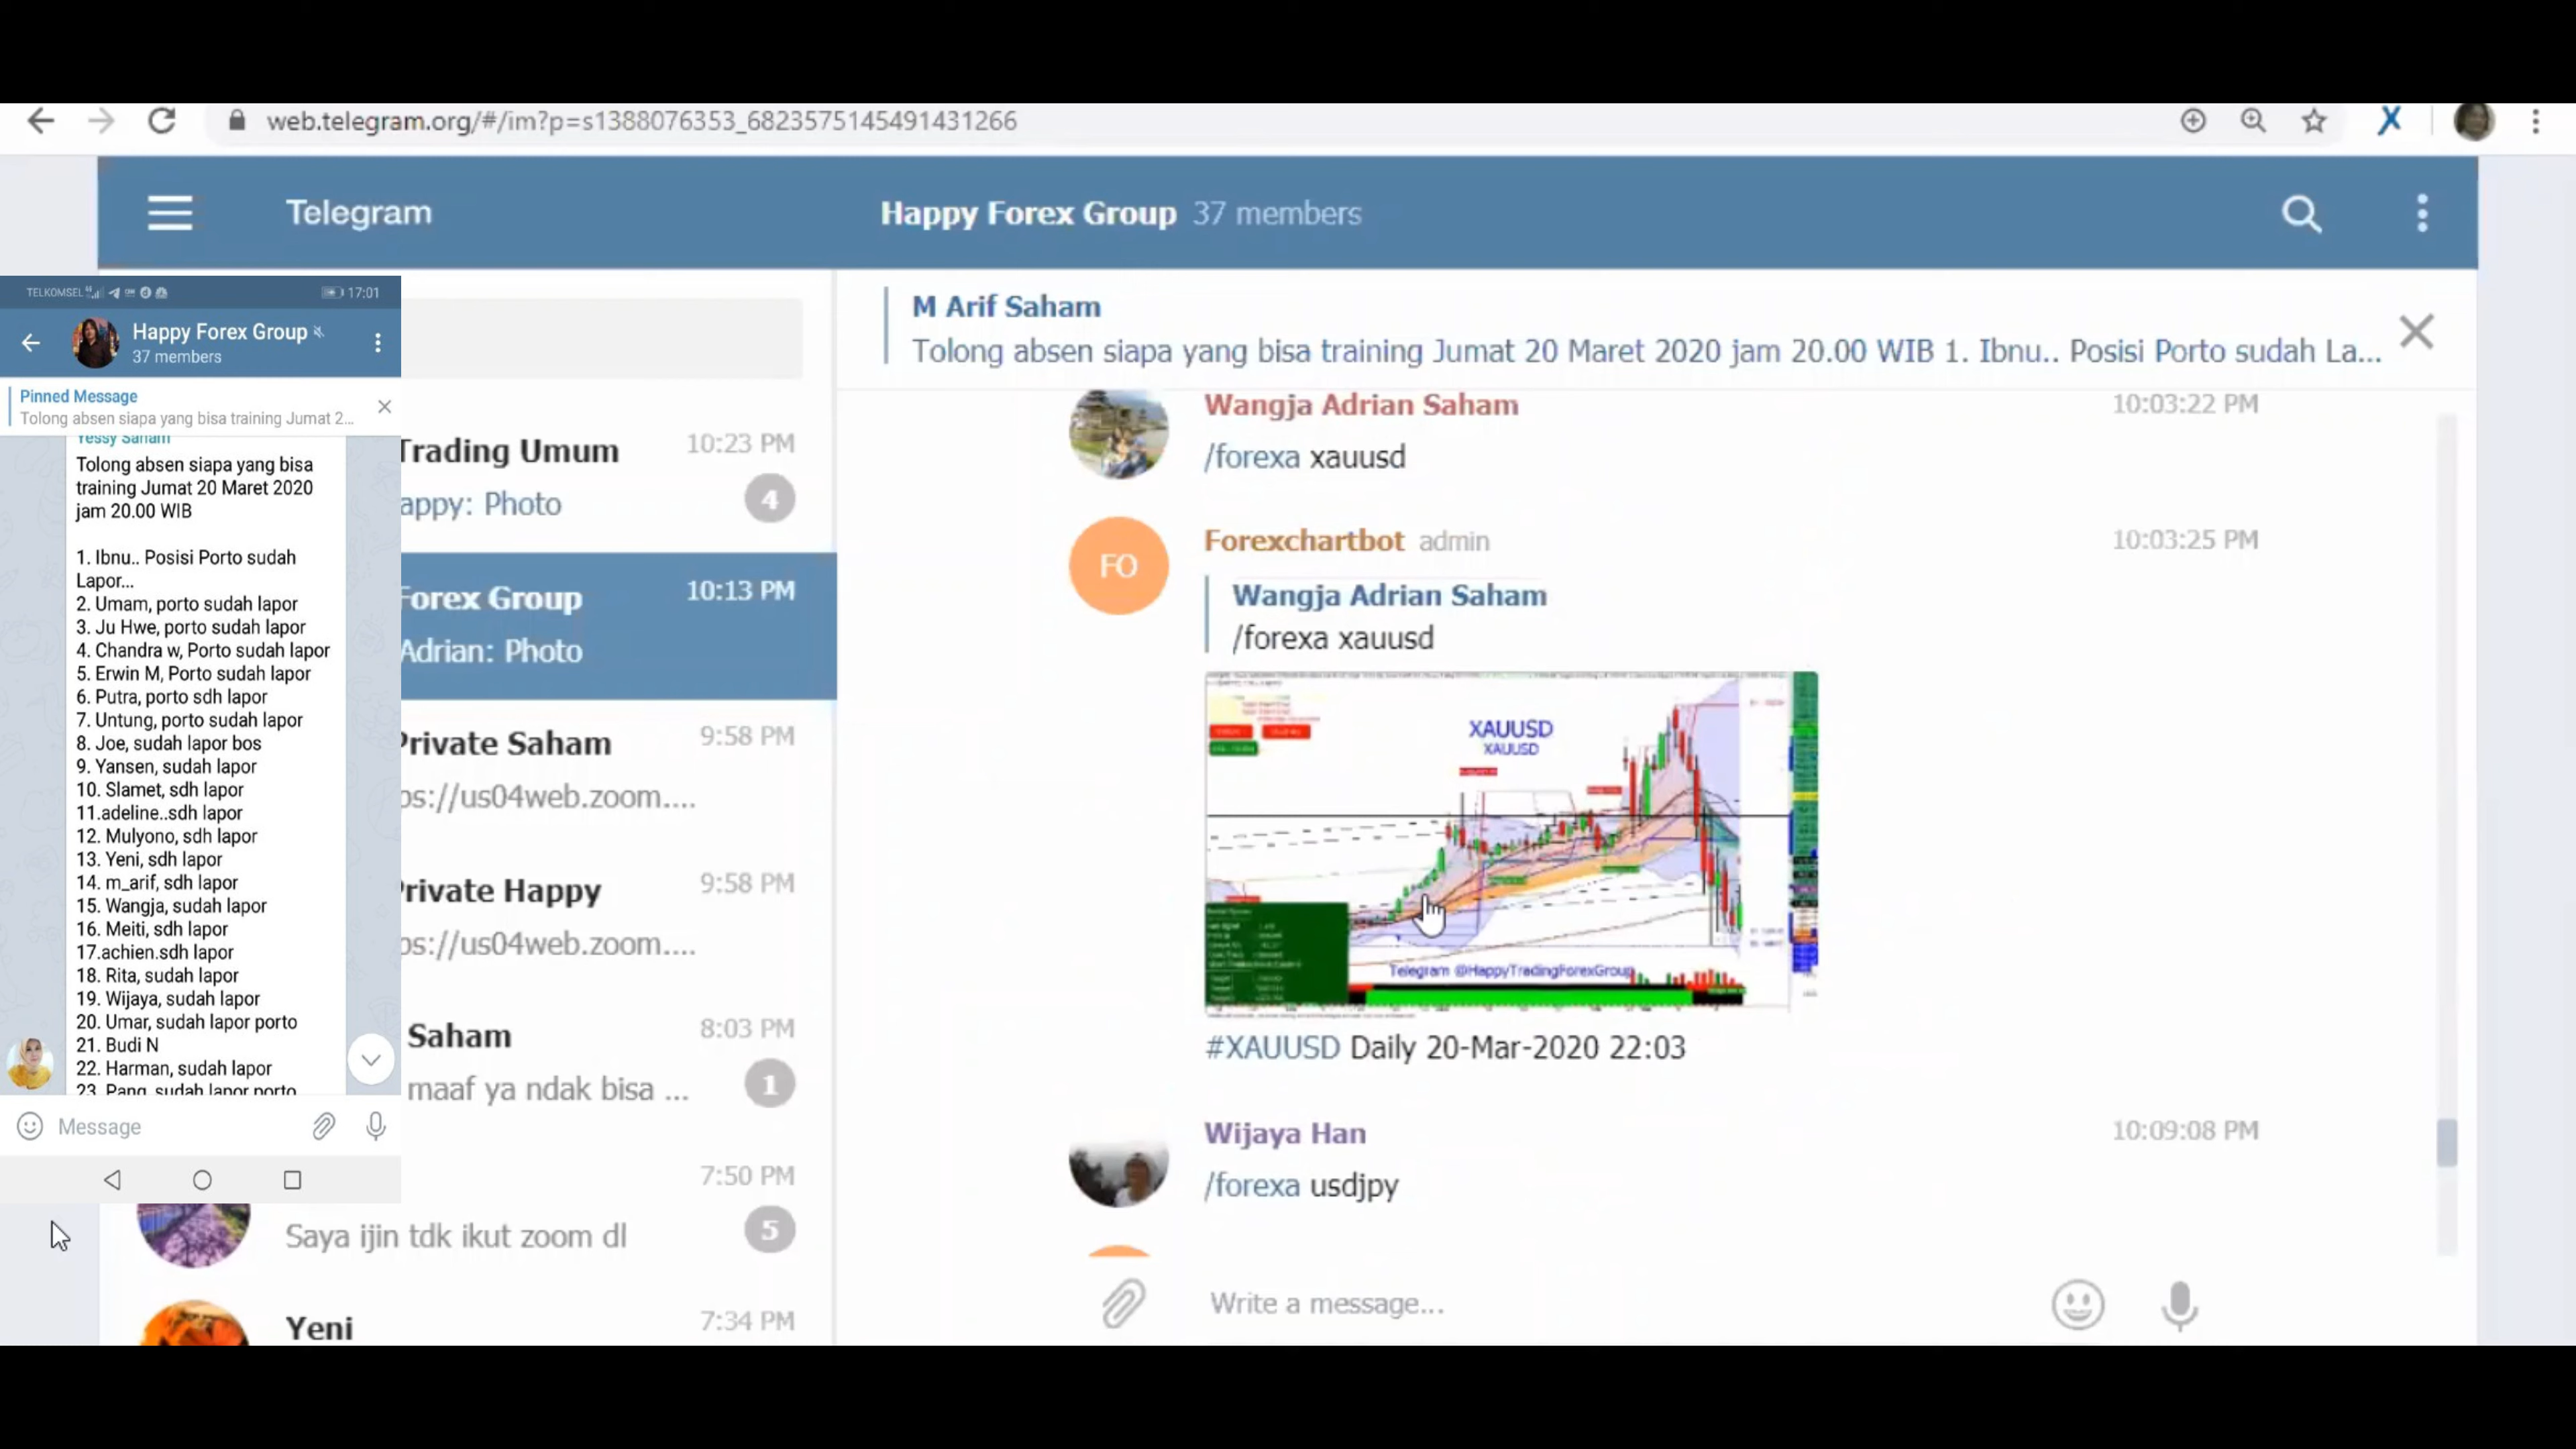 web.telegram.org/#/im?p=s1388076353_6823575145491431266
Telegram
Happy Forex Group 37 members
TELKOMSEL
17:01
Happy Forex Group
37 members
Pinned Message
Tolong absen siapa yang bisa training Jumat 2...
Yessy Saham
Tolong absen siapa yang bisa
training Jumat 20 Maret 2020
jam 20.00 WIB
1. Ibnu.. Posisi Porto sudah
Lapor...
2. Umam, porto sudah lapor
3. Ju Hwe, porto sudah lapor
4. Chandra w, Porto sudah lapor
5. Erwin M, Porto sudah lapor
6. Putra, porto sdh lapor
7. Untung, porto sudah lapor
8. Joe, sudah lapor bos
9. Yansen, sudah lapor
10. Slamet, sdh lapor
11.adeline..sdh lapor
12. Mulyono, sdh lapor
13. Yeni, sdh lapor
14. m_arif, sdh lapor
15. Wangja, sudah lapor
16. Meiti, sdh lapor
17.achien.sdh lapor
18. Rita, sudah lapor
19. Wijaya, sudah lapor
20. Umar, sudah lapor porto
21. Budi N
22. Harman, sudah lapor
23. Pang, sudah lapor porto
Message
Trading Umum 10:23 PM
appy: Photo 4
Forex Group 10:13 PM
Adrian: Photo
Private Saham 9:58 PM
ps://us04web.zoom....
Private Happy 9:58 PM
ps://us04web.zoom....
Saham 8:03 PM
maaf ya ndak bisa ... 1
7:50 PM
Saya ijin tdk ikut zoom dl 5
Yeni 7:34 PM
M Arif Saham
Tolong absen siapa yang bisa training Jumat 20 Maret 2020 jam 20.00 WIB 1. Ibnu.. Posisi Porto sudah La...
Wangja Adrian Saham 10:03:22 PM
/forexa xauusd
FO
Forexchartbot admin 10:03:25 PM
Wangja Adrian Saham
/forexa xauusd
XAUUSD
XAUUSD
Telegram @HappyTradingForexGroup
#XAUUSD Daily 20-Mar-2020 22:03
Wijaya Han 10:09:08 PM
/forexa usdjpy
Write a message...